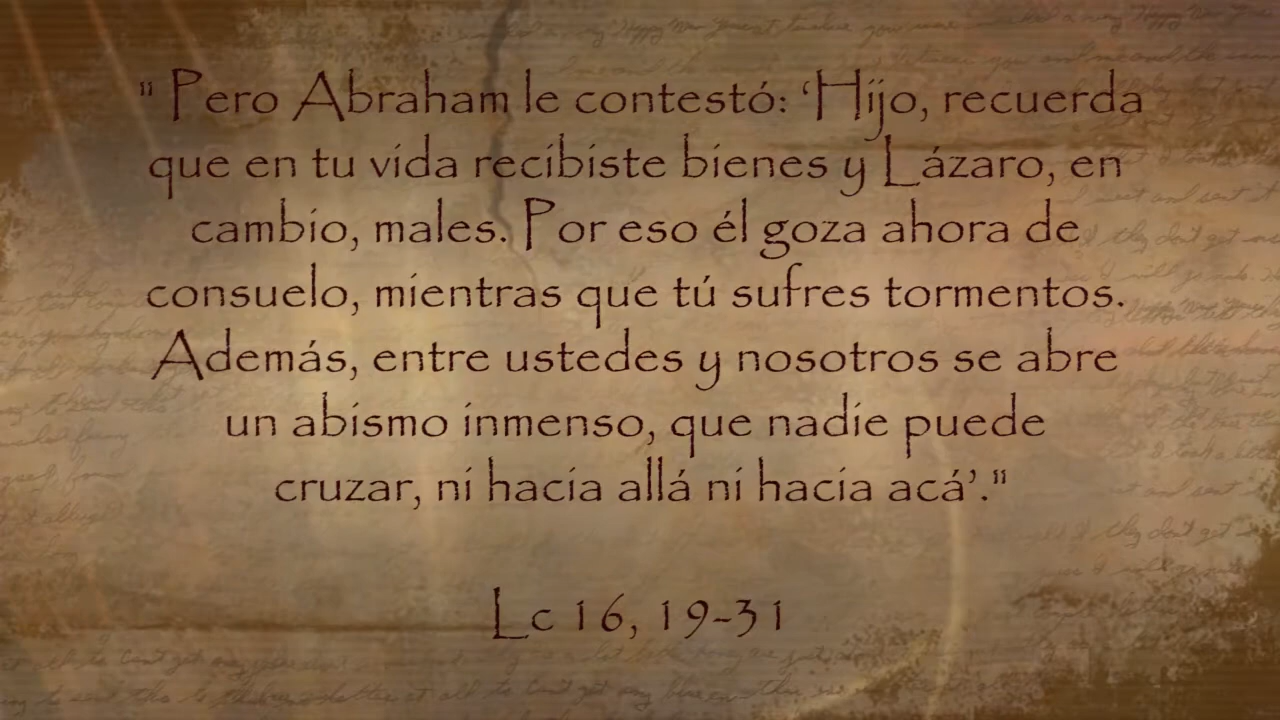 " Pero Abraham le contestó: ‘Hijo, recuerda
que en tu vida recibiste bienes y Lázaro, en
cambio, males. Por eso él goza ahora de
consuelo, mientras que tú sufres tormentos.
Además, entre ustedes y nosotros se abre
un abismo inmenso, que nadie puede
cruzar, ni hacia allá ni hacia acá’."
Lc 16, 19-31